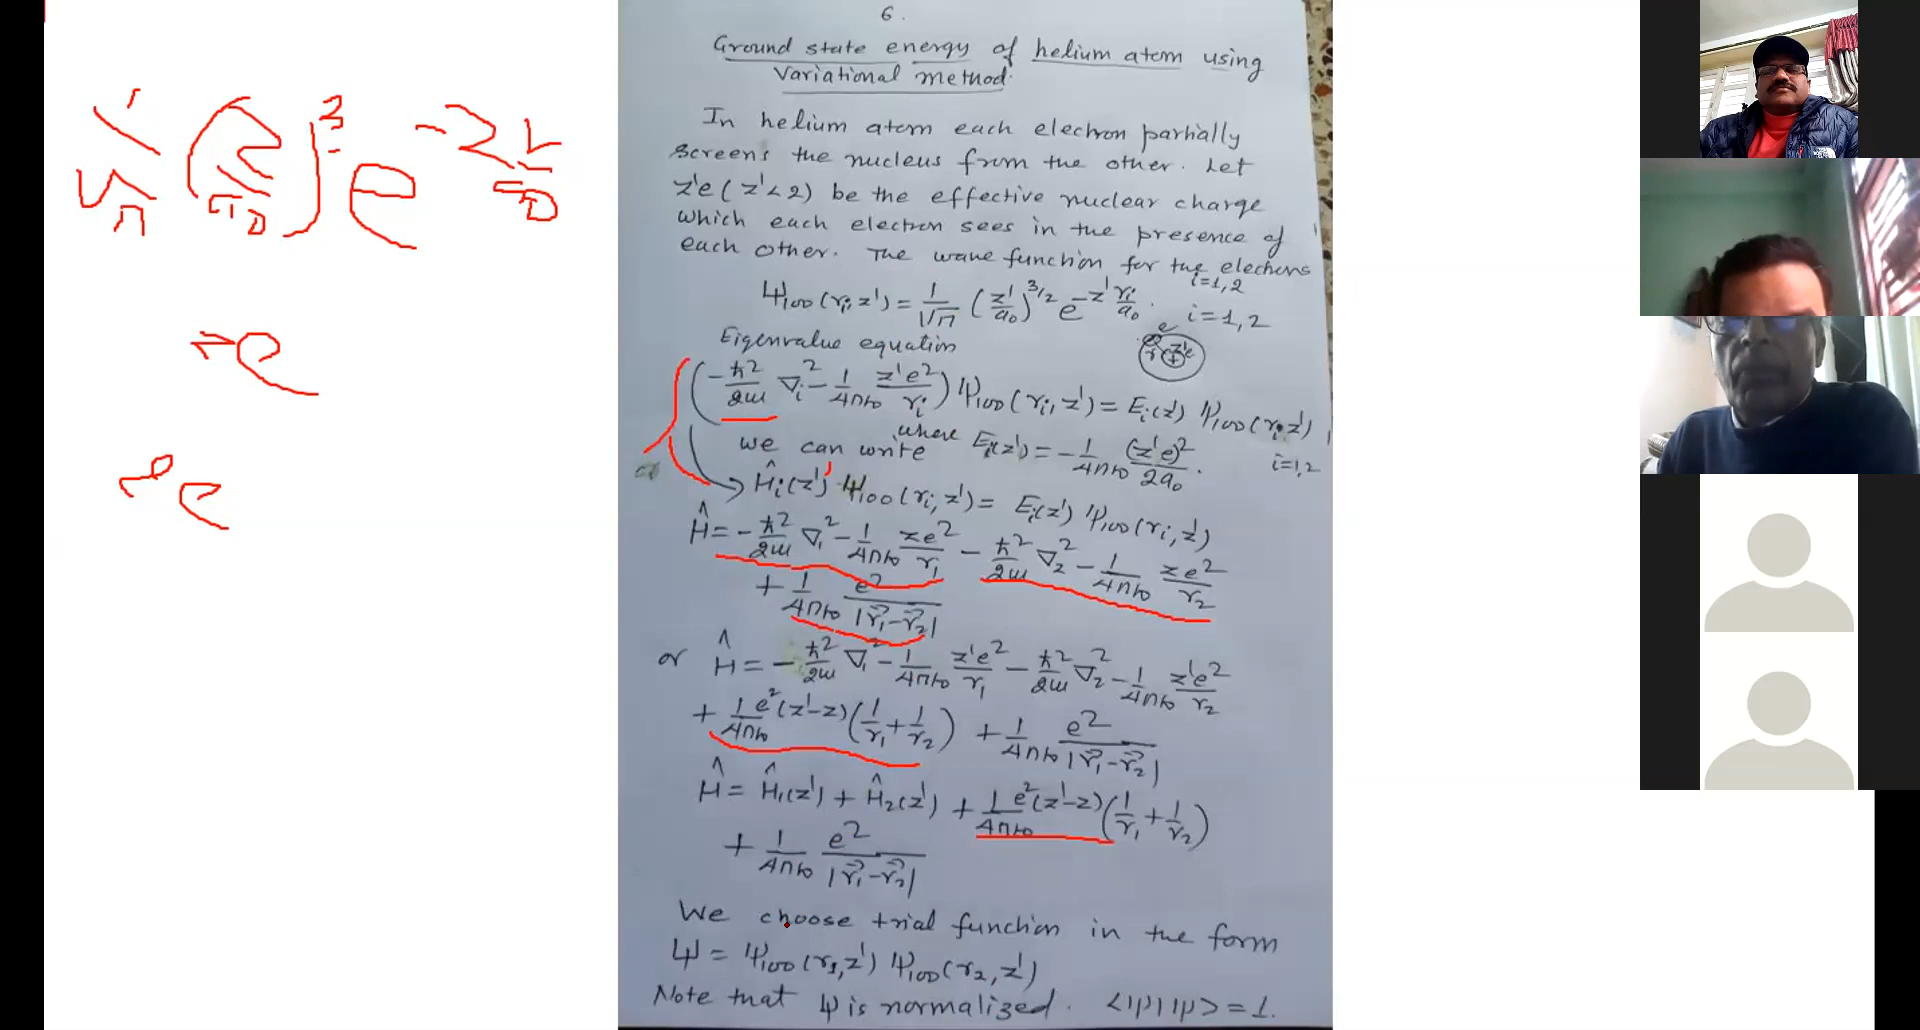 6.
Ground state energy of helium atom using
variational method.
In helium atom each electron partially
screens the nucleus from the other. Let
z'e (z'<2) be the effective nuclear charge
which each electron sees in the presence of
each other. The wave function for the electrons
i=1,2
Ψ₁₀₀(rᵢ, z') = 1/√π (z'/a₀)^3/2 e^-z' rᵢ/a₀. i=1,2
Eigenvalue equation
(-ħ²/2m ∇ᵢ² - 1/4πε₀ z'e²/rᵢ) ψ₁₀₀(rᵢ, z') = Eᵢ(z') ψ₁₀₀(rᵢ z')
where Eᵢ(z') = -1/4πε₀ (z'e)²/2a₀. i=1,2
we can write
Ĥᵢ(z') ψ₁₀₀(rᵢ, z') = Eᵢ(z') ψ₁₀₀(rᵢ, z')
Ĥ = -ħ²/2m ∇₁² - 1/4πε₀ ze²/r₁ - ħ²/2m ∇₂² - 1/4πε₀ ze²/r₂
+ 1/4πε₀ e²/|r⃗₁-r⃗₂|
or Ĥ = -ħ²/2m ∇₁² - 1/4πε₀ z'e²/r₁ - ħ²/2m ∇₂² - 1/4πε₀ z'e²/r₂
+ 1/4πε₀ e²(z'-z)(1/r₁ + 1/r₂) + 1/4πε₀ e²/|r⃗₁-r⃗₂|
Ĥ = Ĥ₁(z') + Ĥ₂(z') + 1/4πε₀ e²(z'-z)(1/r₁ + 1/r₂)
+ 1/4πε₀ e²/|r⃗₁-r⃗₂|
We choose trial function in the form
Ψ = ψ₁₀₀(r₁, z') ψ₁₀₀(r₂, z')
Note that ψ is normalized. <ψ|ψ> = 1.